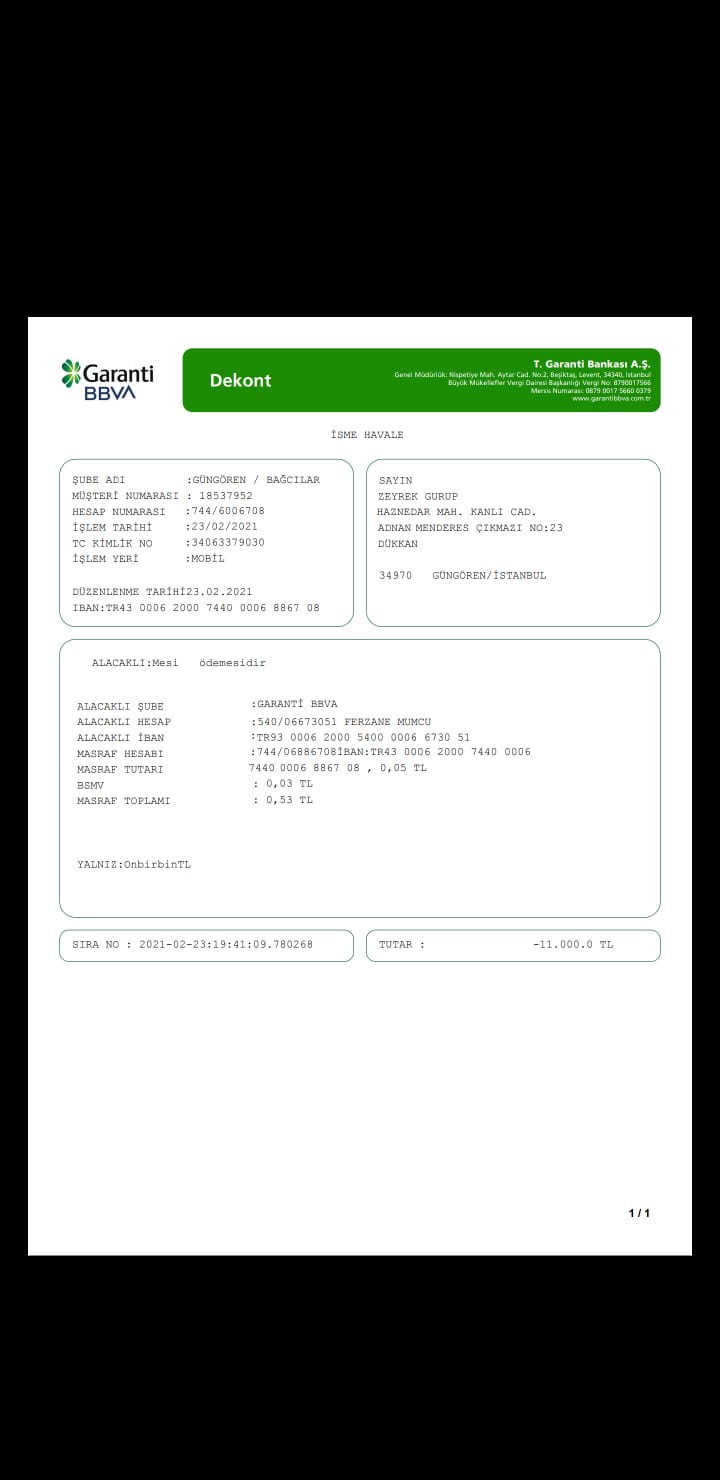 Garanti
BBVA
Dekont
T. Garanti Bankası A.Ş.
Genel Müdürlük: Nispetiye Mah. Aytar Cad. No:2, Beşiktaş, Levent, 34340, İstanbul
Büyük Mükellefler Vergi Dairesi Başkanlığı Vergi No: 8790017566
Mersis Numarası: 0879 0017 5660 0379
www.garantibbva.com.tr
İSME HAVALE
ŞUBE ADI :GÜNGÖREN / BAĞCILAR
MÜŞTERİ NUMARASI : 18537952
HESAP NUMARASI :744/6006708
İŞLEM TARİHİ :23/02/2021
TC KİMLİK NO :34063379030
İŞLEM YERİ :MOBİL
DÜZENLENME TARİHİ23.02.2021
IBAN:TR43 0006 2000 7440 0006 8867 08
SAYIN
ZEYREK GURUP
HAZNEDAR MAH. KANLI CAD.
ADNAN MENDERES ÇIKMAZI NO:23
DÜKKAN
34970 GÜNGÖREN/İSTANBUL
ALACAKLI:Mesi ödemesidir
ALACAKLI ŞUBE :GARANTİ BBVA
ALACAKLI HESAP :540/06673051 FERZANE MUMCU
ALACAKLI İBAN :TR93 0006 2000 5400 0006 6730 51
MASRAF HESABI :744/06886708İBAN:TR43 0006 2000 7440 0006
MASRAF TUTARI 7440 0006 8867 08 , 0,05 TL
BSMV : 0,03 TL
MASRAF TOPLAMI : 0,53 TL
YALNIZ:OnbirbinTL
SIRA NO : 2021-02-23:19:41:09.780268
TUTAR : -11.000.0 TL
1 / 1